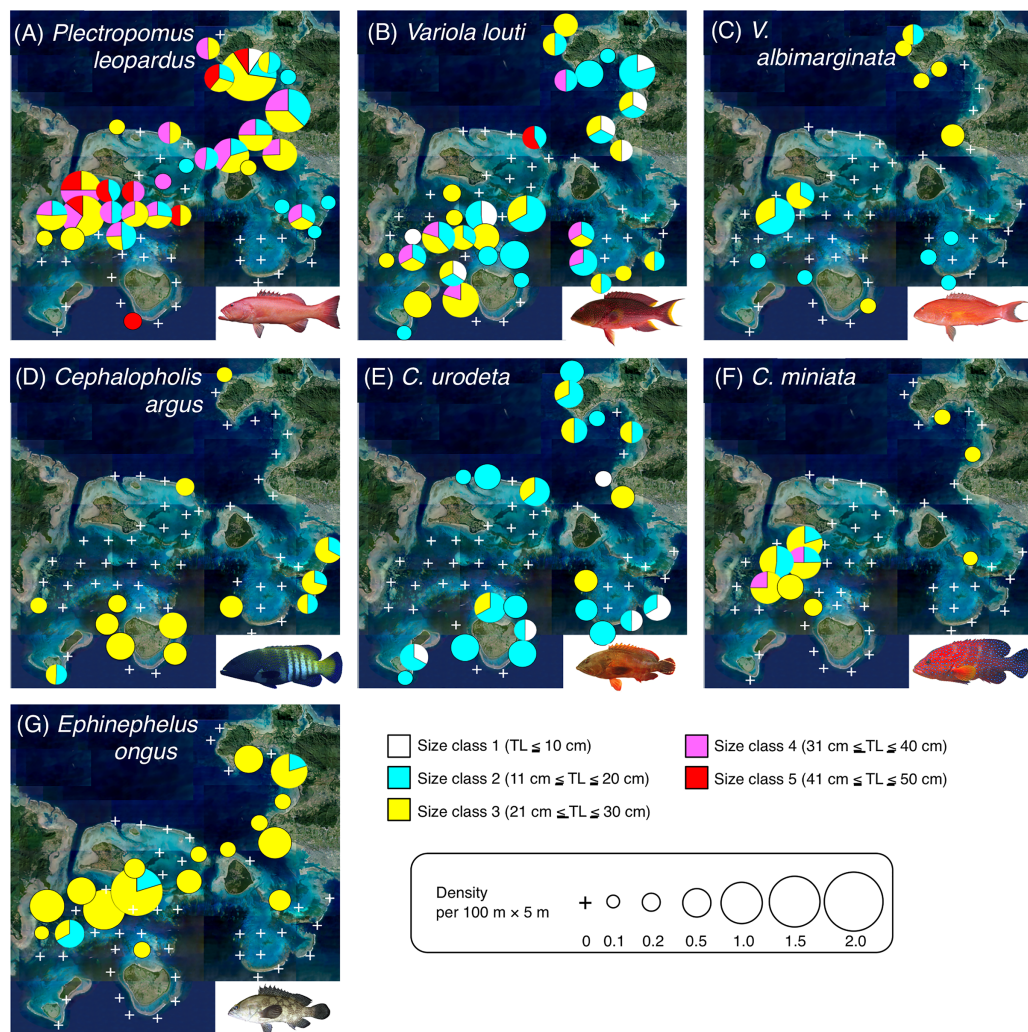 (A) Plectropomus
leopardus
(B) Variola louti
(C) V.
albimarginata
(D) Cephalopholis
argus
(E) C. urodeta
(F) C. miniata
(G) Ephinephelus
ongus
Size class 1 (TL ≦ 10 cm)
Size class 2 (11 cm ≦ TL ≦ 20 cm)
Size class 3 (21 cm ≦ TL ≦ 30 cm)
Size class 4 (31 cm ≦ TL ≦ 40 cm)
Size class 5 (41 cm ≦ TL ≦ 50 cm)
Density
per 100 m × 5 m
0 0.1 0.2 0.5 1.0 1.5 2.0